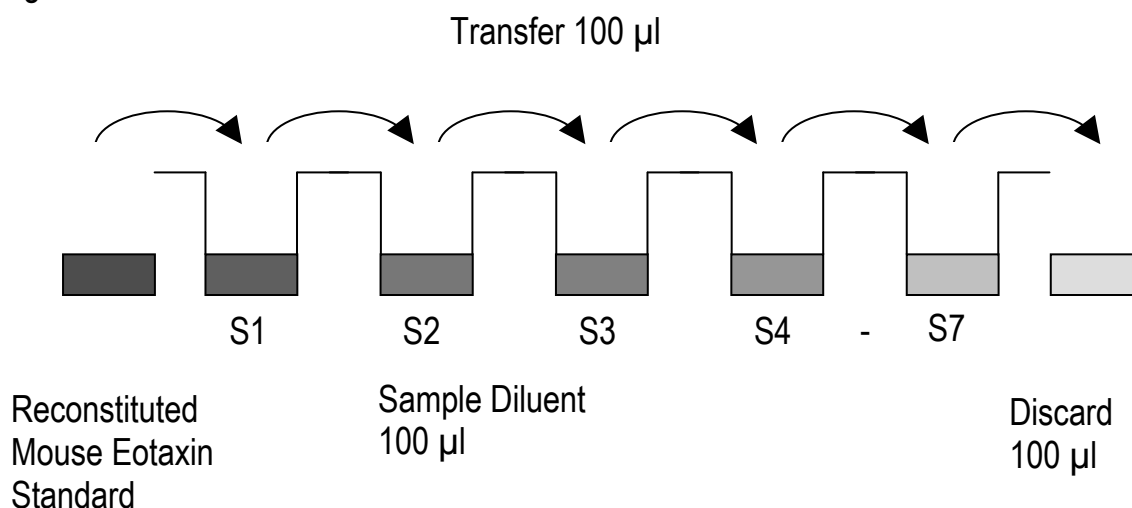 Transfer 100 µl
S1 S2 S3 S4 - S7
Reconstituted
Mouse Eotaxin
Standard
Sample Diluent
100 µl
Discard
100 µl